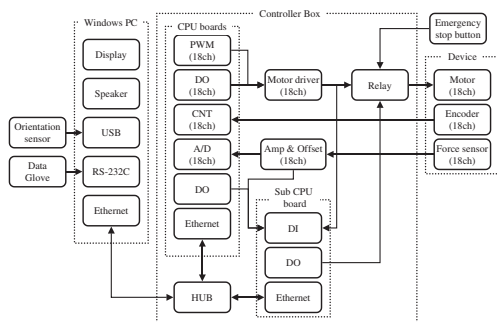 Controller Box
Windows PC
CPU boards
Emergency
stop button
Display
PWM
(18ch)
Device
Speaker
DO
(18ch)
Motor driver
(18ch)
Relay
Motor
(18ch)
Orientation
sensor
USB
CNT
(18ch)
Encoder
(18ch)
Data
Glove
RS-232C
A/D
(18ch)
Amp & Offset
(18ch)
Force sensor
(18ch)
DO
Sub CPU
board
Ethernet
Ethernet
DI
DO
HUB
Ethernet